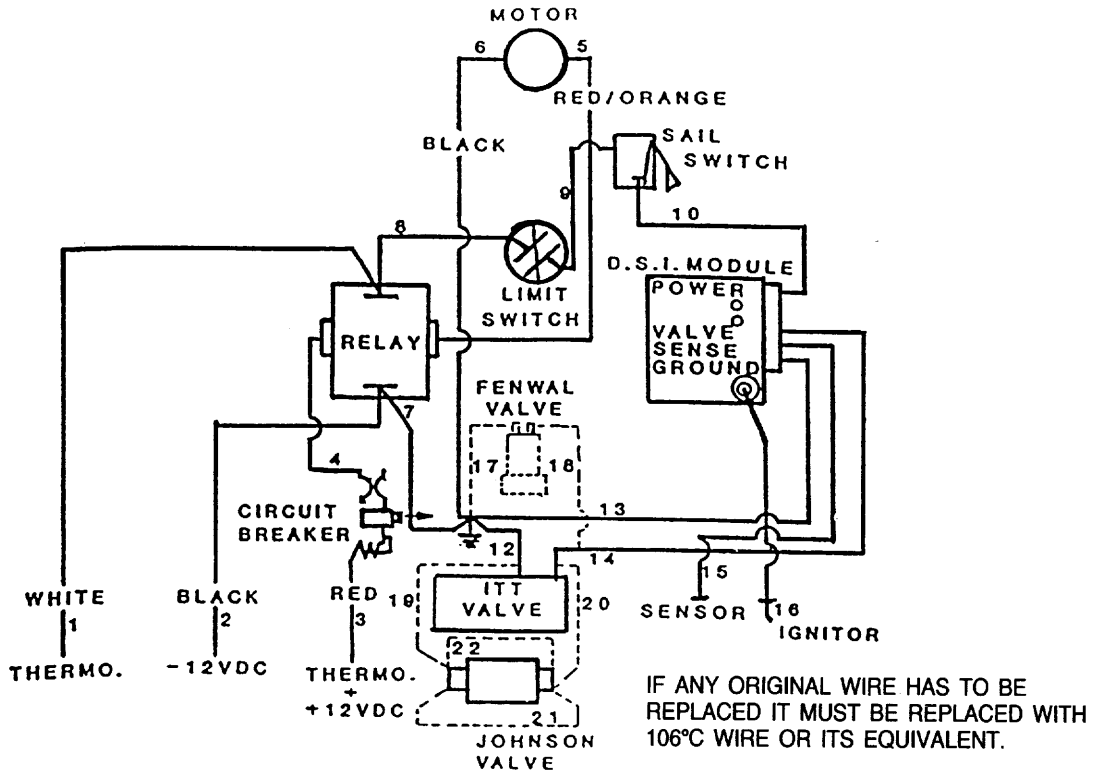 MOTOR
6
5
RED/ORANGE
BLACK
SAIL
SWITCH
9
10
8
D.S.I. MODULE
LIMIT
SWITCH
POWER
VALVE
SENSE
GROUND
RELAY
7
FENWAL
VALVE
17
18
4
CIRCUIT
BREAKER
13
12
14
15
WHITE
1
THERMO.
BLACK
2
-12VDC
RED
3
THERMO.
+
+12VDC
19
ITT
VALVE
20
SENSOR
16
IGNITOR
22
21
JOHNSON
VALVE
IF ANY ORIGINAL WIRE HAS TO BE
REPLACED IT MUST BE REPLACED WITH
106°C WIRE OR ITS EQUIVALENT.